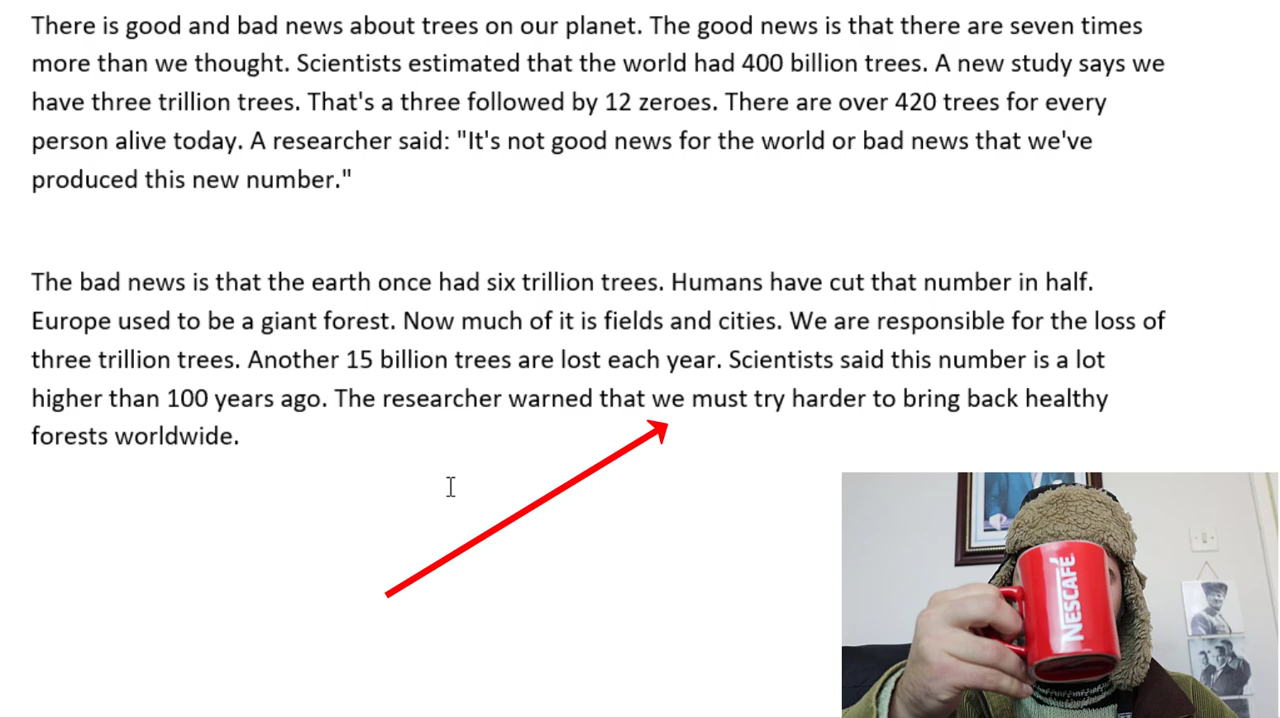 There is good and bad news about trees on our planet. The good news is that there are seven times
more than we thought. Scientists estimated that the world had 400 billion trees. A new study says we
have three trillion trees. That's a three followed by 12 zeroes. There are over 420 trees for every
person alive today. A researcher said: "It's not good news for the world or bad news that we've
produced this new number."
The bad news is that the earth once had six trillion trees. Humans have cut that number in half.
Europe used to be a giant forest. Now much of it is fields and cities. We are responsible for the loss of
three trillion trees. Another 15 billion trees are lost each year. Scientists said this number is a lot
higher than 100 years ago. The researcher warned that we must try harder to bring back healthy
forests worldwide.
NESCAFÉ